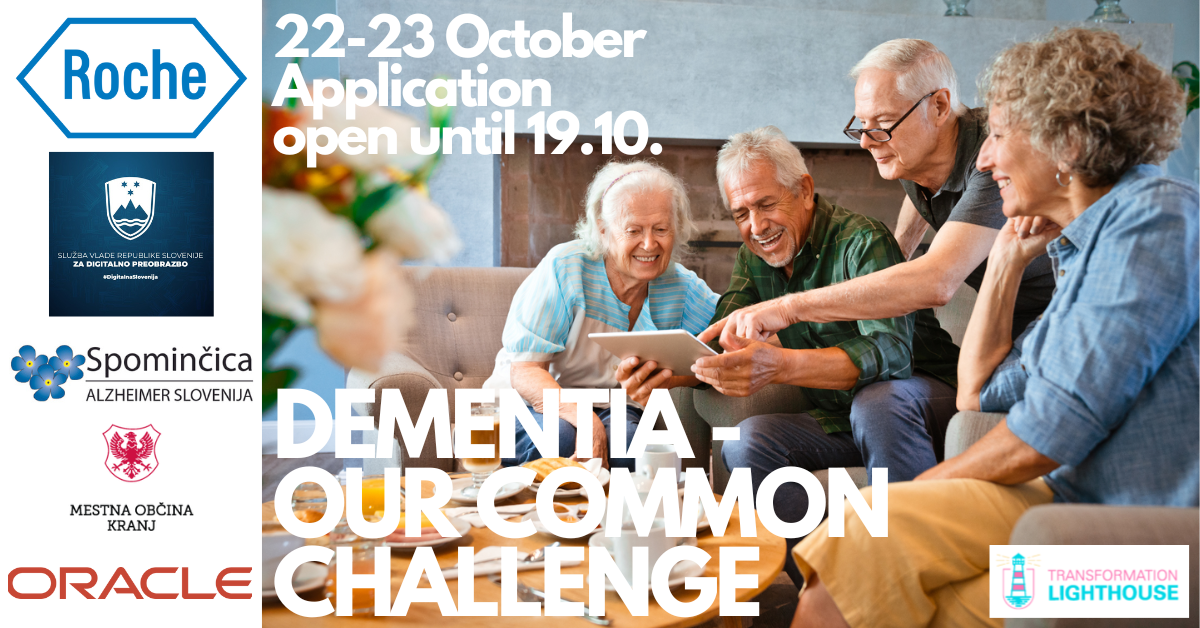 Roche
SLUŽBA VLADE REPUBLIKE SLOVENIJE
ZA DIGITALNO PREOBRAZBO
#DigitalnaSlovenija
Spominčica
ALZHEIMER SLOVENIJA
MESTNA OBČINA
KRANJ
ORACLE
22-23 October
Application
open until 19.10.
DEMENTIA -
OUR COMMON
CHALLENGE
TRANSFORMATION
LIGHTHOUSE